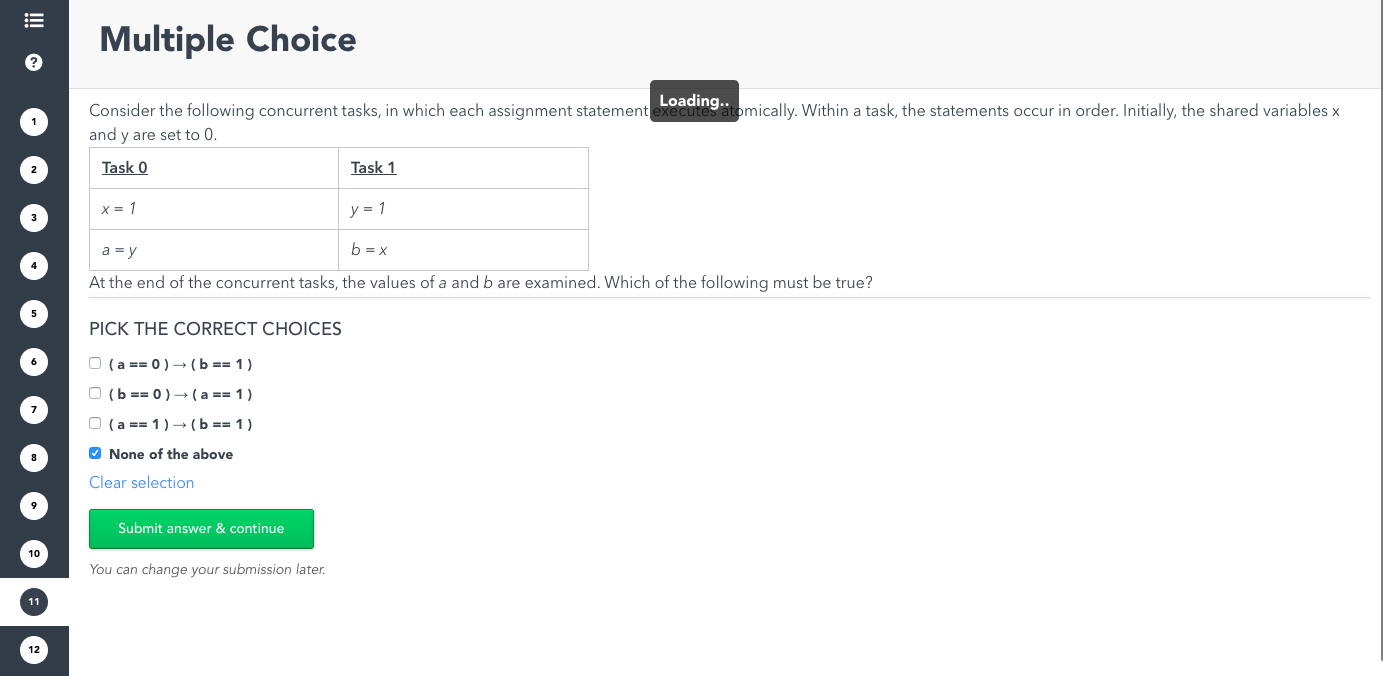 Multiple Choice
?
Loading..
Consider the following concurrent tasks, in which each assignment statement executes atomically. Within a task, the statements occur in order. Initially, the shared variables x
and y are set to 0.
Task 0 Task 1
x = 1 y = 1
a = y b = x
At the end of the concurrent tasks, the values of a and b are examined. Which of the following must be true?
PICK THE CORRECT CHOICES
( a == 0 ) → ( b == 1 )
( b == 0 ) → ( a == 1 )
( a == 1 ) → ( b == 1 )
None of the above
Clear selection
Submit answer & continue
You can change your submission later.
1
2
3
4
5
6
7
8
9
10
11
12